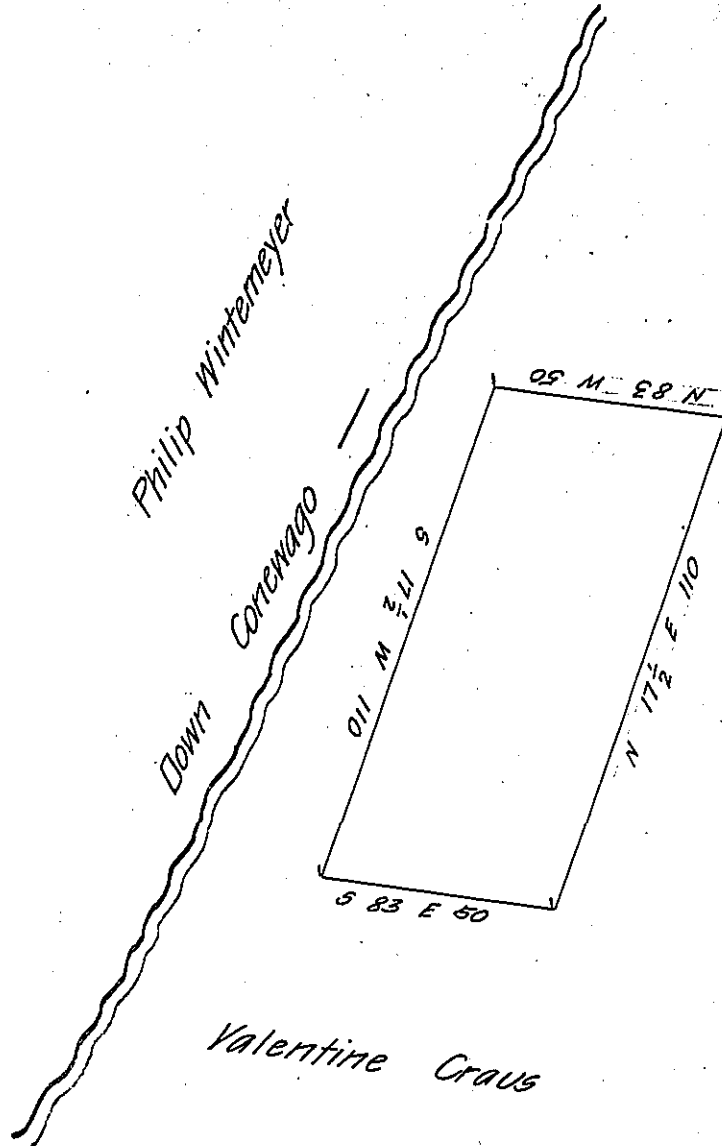 Philip Wintemeyer
Down Conewago
N 83 W 50
S 17½ W 110
N 17½ E 110
S 83 E 50
Valentine Craus